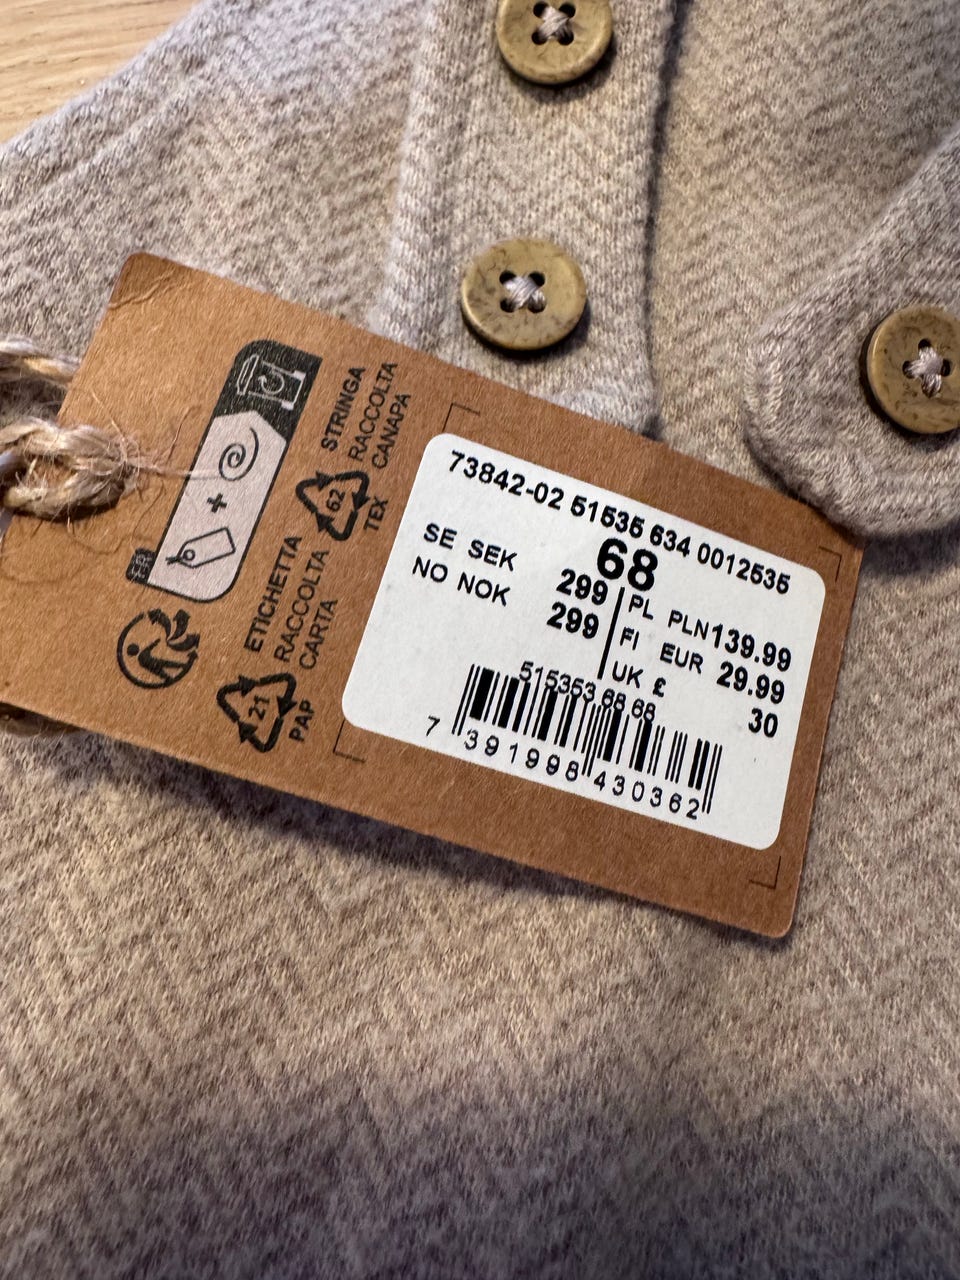 FR
STRINGA
RACCOLTA
CANAPA
62
TEX
ETICHETTA
RACCOLTA
CARTA
21
PAP
73842-02 51535 634 0012535
68
SE SEK 299
NO NOK 299
PL PLN139.99
FI EUR 29.99
UK £ 30
515353 68 68
7 391998 430362